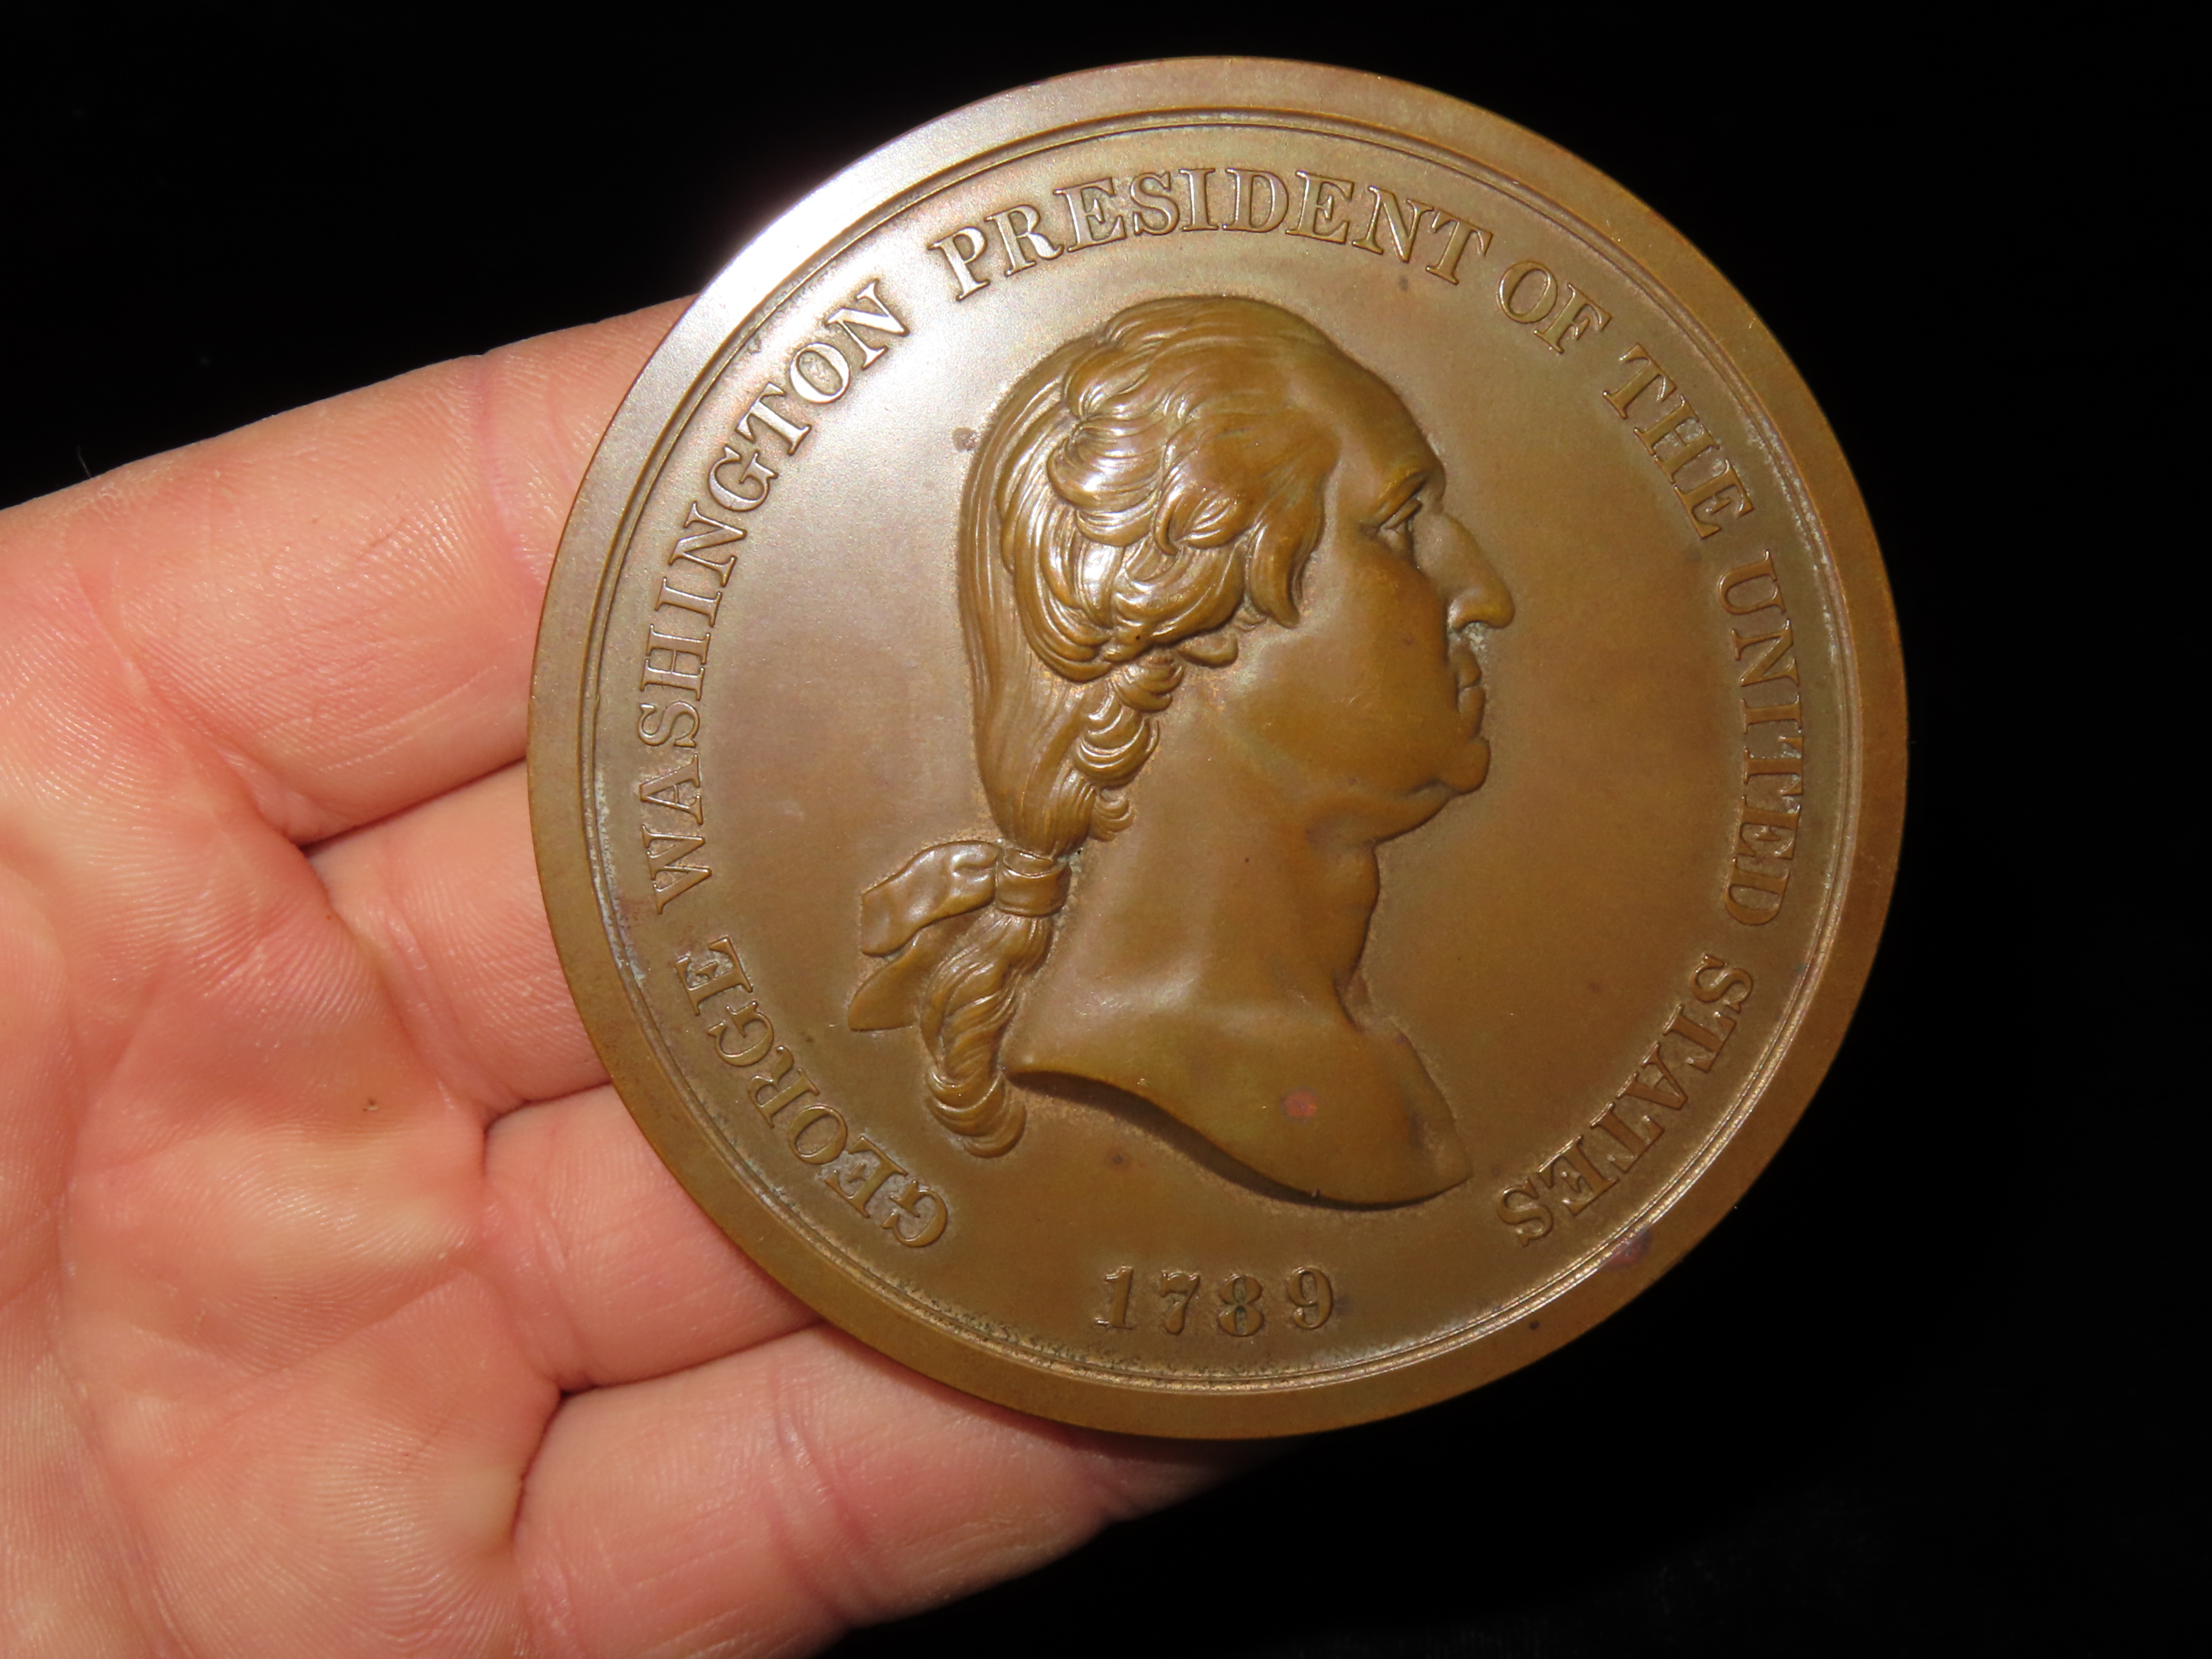 GEORGE WASHINGTON PRESIDENT OF THE UNITED STATES
1789